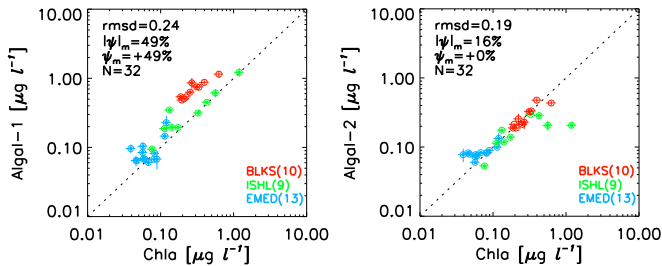 rmsd=0.24
|ψ|m=49%
ψm=+49%
N=32
Algal-1 [μg l⁻¹]
10.00
1.00
0.10
0.01
BLKS(10)
ISHL(9)
EMED(13)
0.01 0.10 1.00 10.00
Chla [μg l⁻¹]
rmsd=0.19
|ψ|m=16%
ψm=+0%
N=32
Algal-2 [μg l⁻¹]
10.00
1.00
0.10
0.01
BLKS(10)
ISHL(9)
EMED(13)
0.01 0.10 1.00 10.00
Chla [μg l⁻¹]